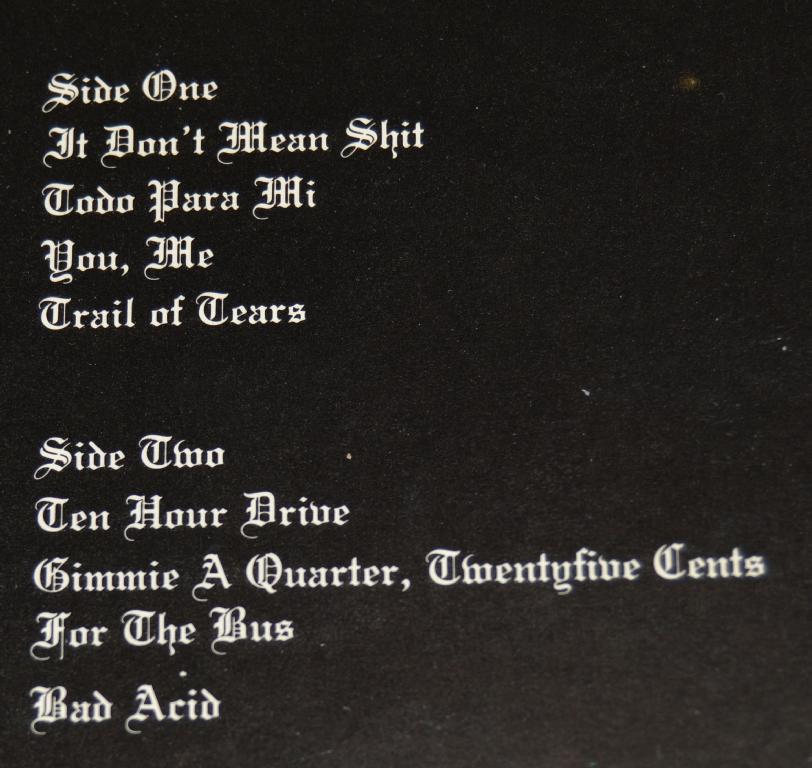 Side One
It Don't Mean Shit
Todo Para Mi
You, Me
Trail of Tears
Side Two
Ten Hour Drive
Gimmie A Quarter, Twentyfive Cents
For The Bus
Bad Acid